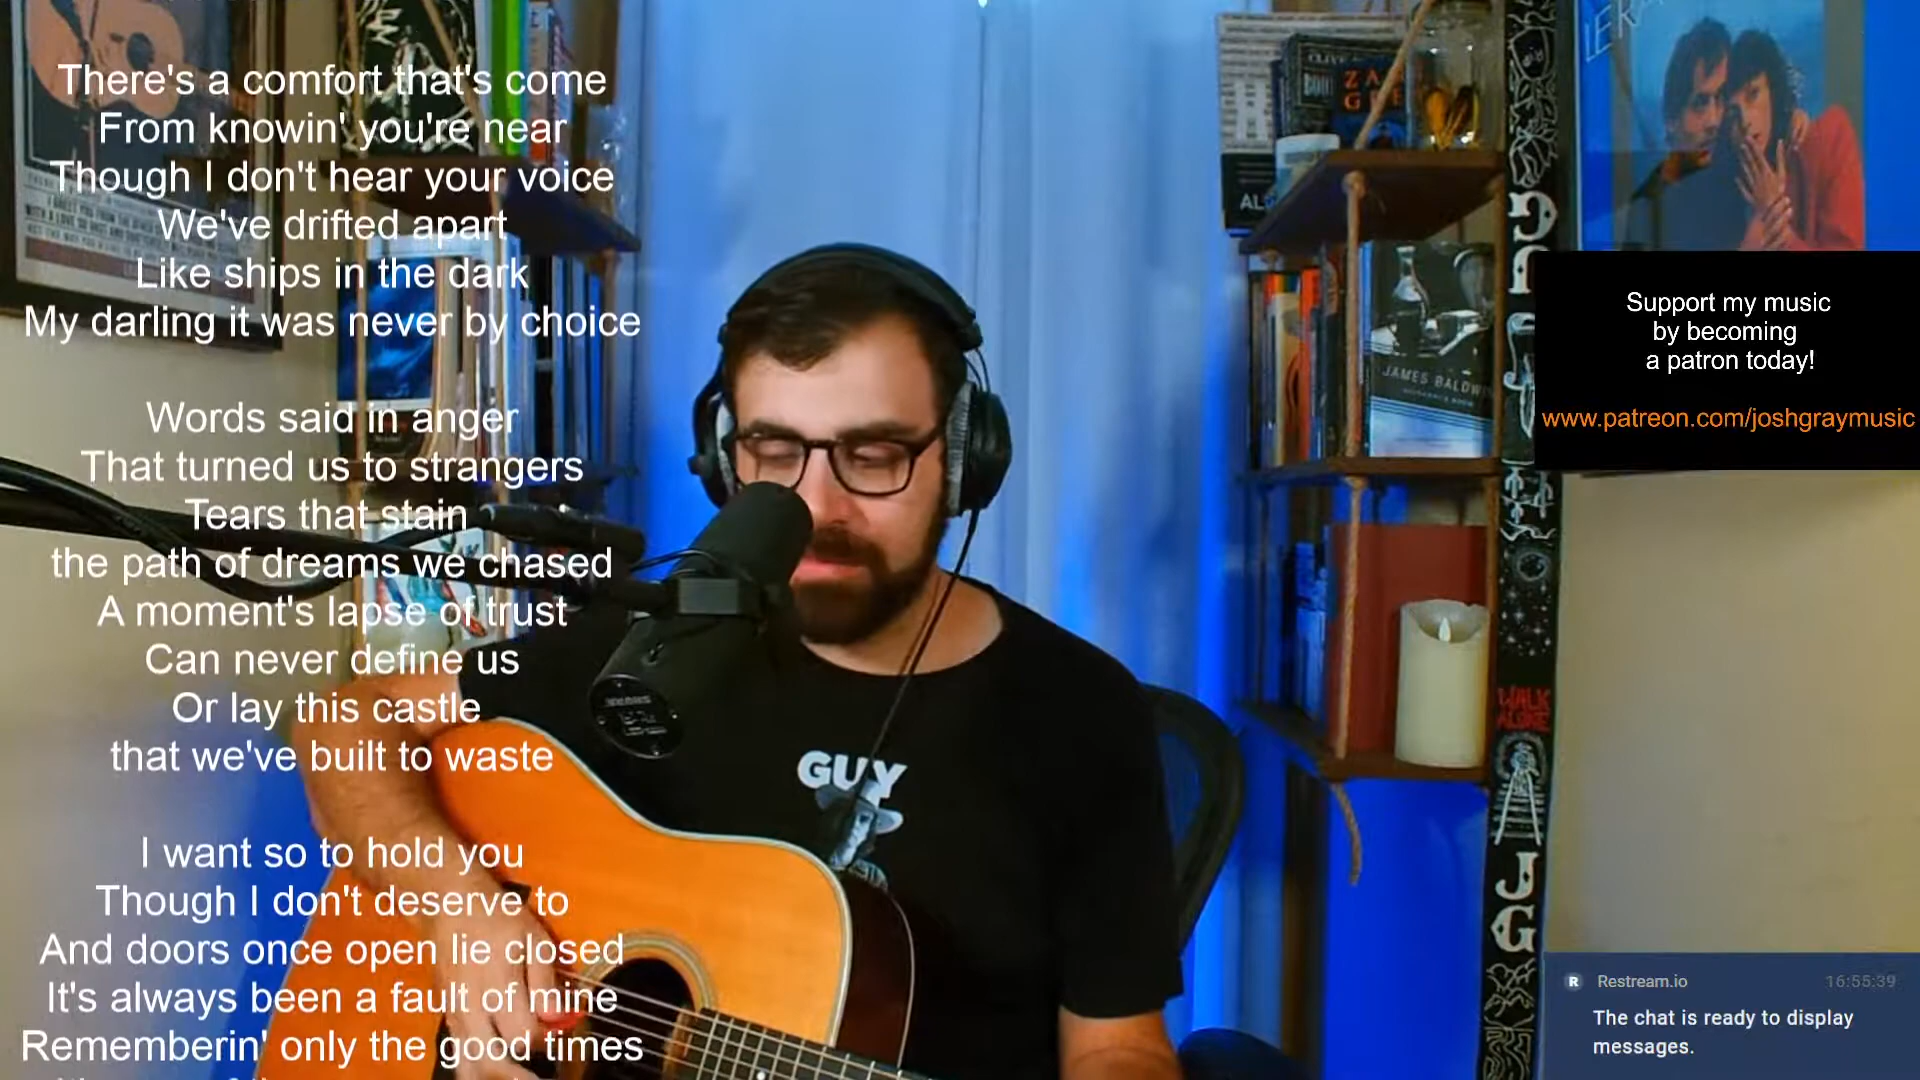 There's a comfort that's come
From knowin' you're near
Though I don't hear your voice
We've drifted apart
Like ships in the dark
My darling it was never by choice
Words said in anger
That turned us to strangers
Tears that stain
the path of dreams we chased
A moment's lapse of trust
Can never define us
Or lay this castle
that we've built to waste
I want so to hold you
Though I don't deserve to
And doors once open lie closed
It's always been a fault of mine
Rememberin' only the good times
GUY
CLIVE
JAMES BALDWIN
WALK
ALONE
JG
Support my music
by becoming
a patron today!
www.patreon.com/joshgraymusic
R Restream.io 16:55:39
The chat is ready to display
messages.